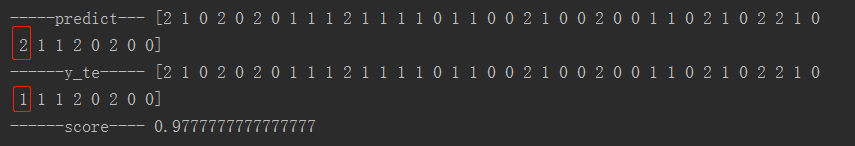 -----predict--- [2 1 0 2 0 2 0 1 1 1 2 1 1 1 1 0 1 1 0 0 2 1 0 0 2 0 0 1 1 0 2 1 0 2 2 1 0
2 1 1 2 0 2 0 0]
------y_te----- [2 1 0 2 0 2 0 1 1 1 2 1 1 1 1 0 1 1 0 0 2 1 0 0 2 0 0 1 1 0 2 1 0 2 2 1 0
1 1 1 2 0 2 0 0]
------score---- 0.9777777777777777